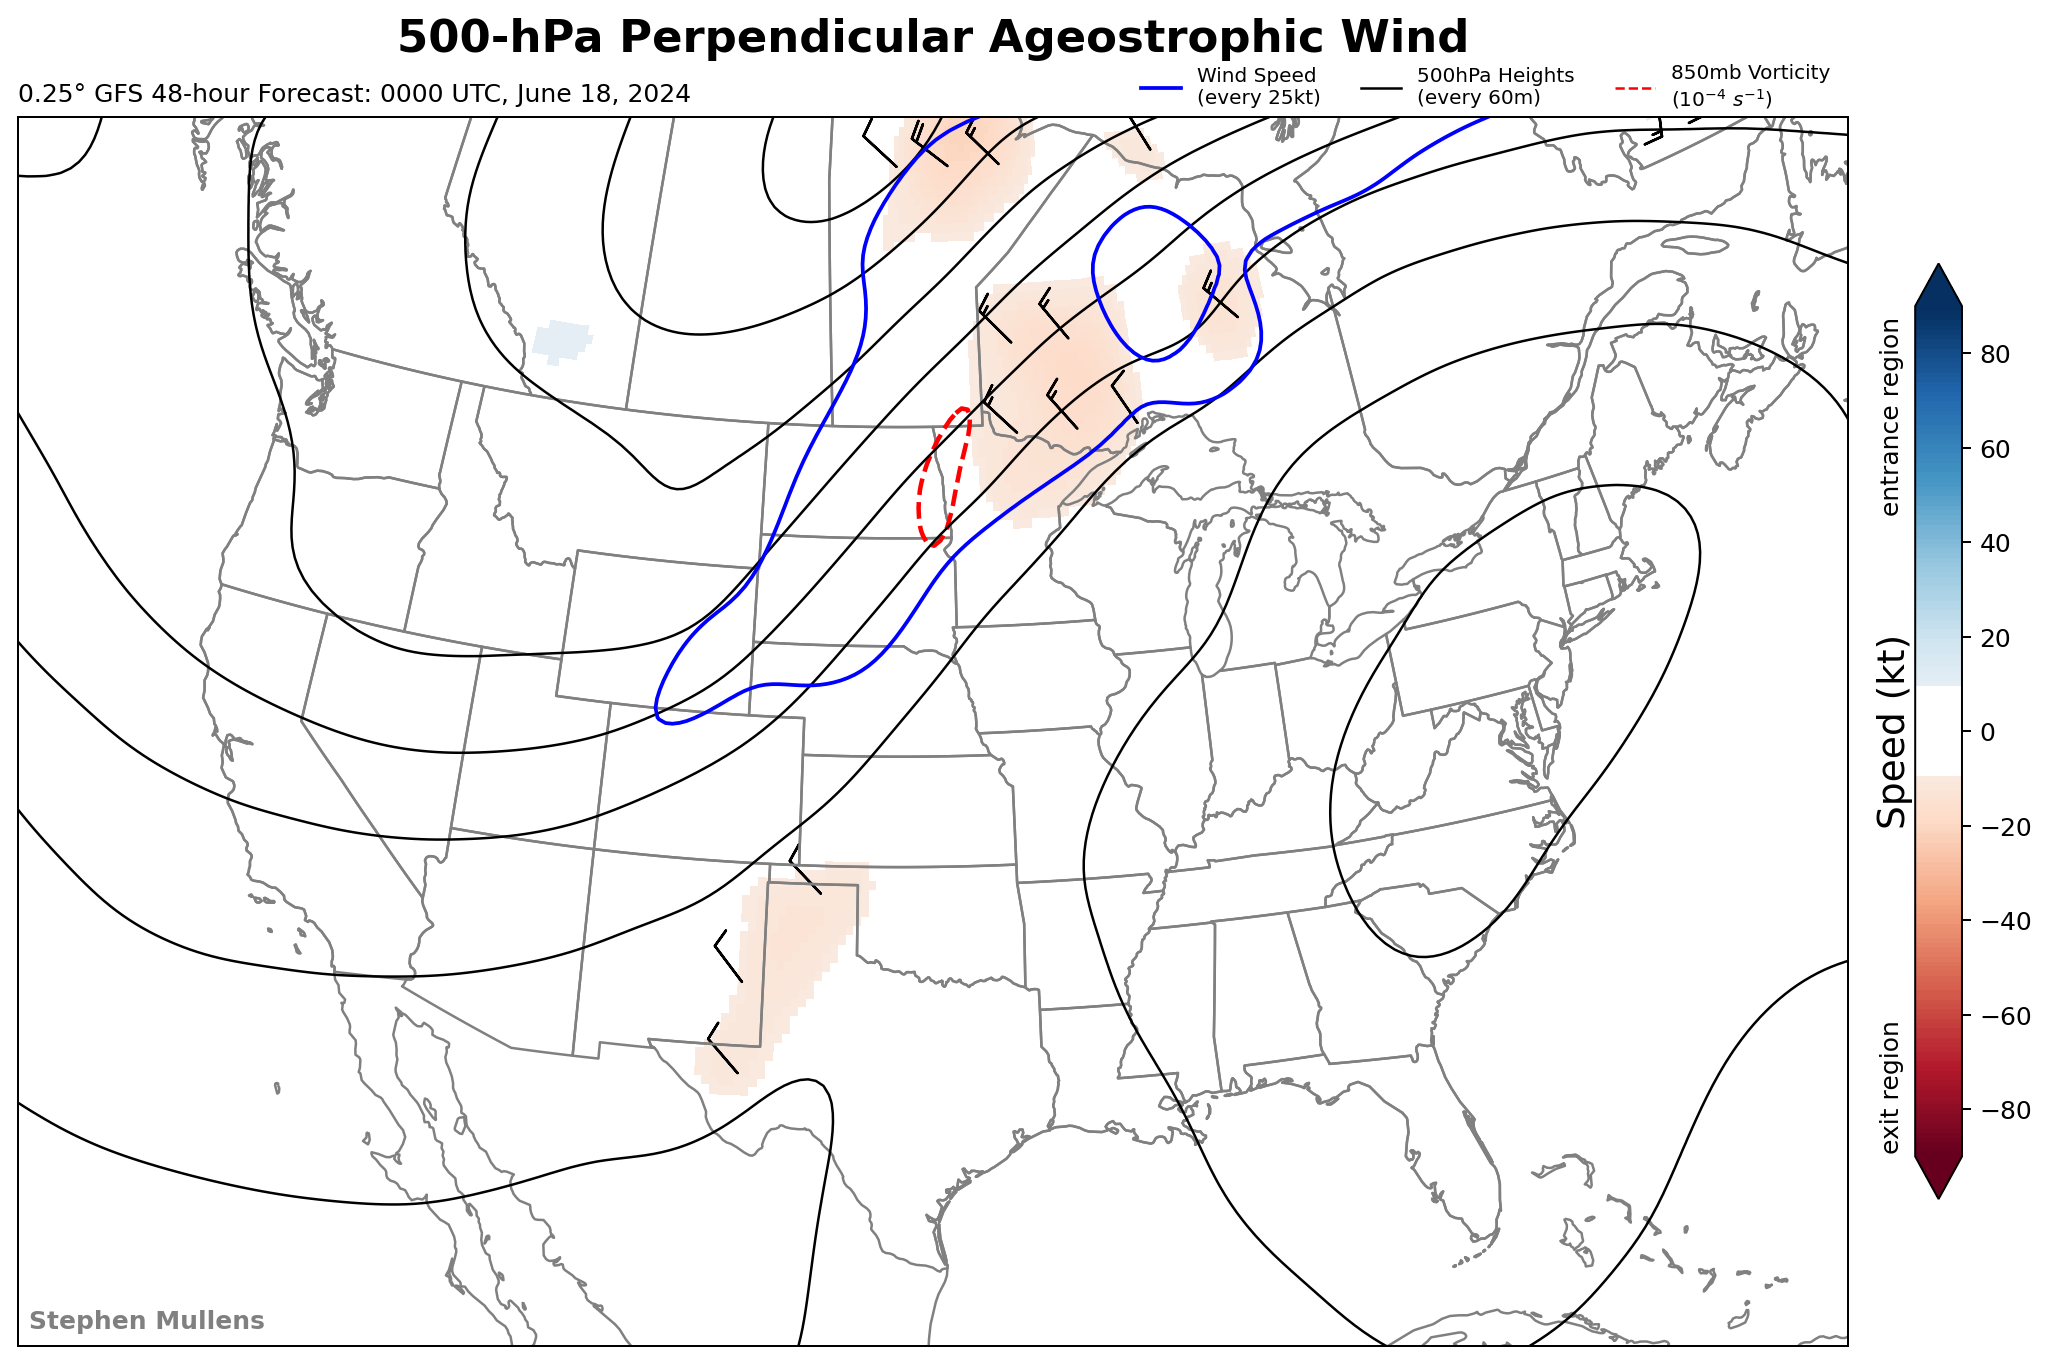 500-hPa Perpendicular Ageostrophic Wind
0.25° GFS 48-hour Forecast: 0000 UTC, June 18, 2024
Wind Speed
(every 25kt)
500hPa Heights
(every 60m)
850mb Vorticity
(10⁻⁴ s⁻¹)
entrance region
Speed (kt)
exit region
80
60
40
20
0
−20
−40
−60
−80
Stephen Mullens